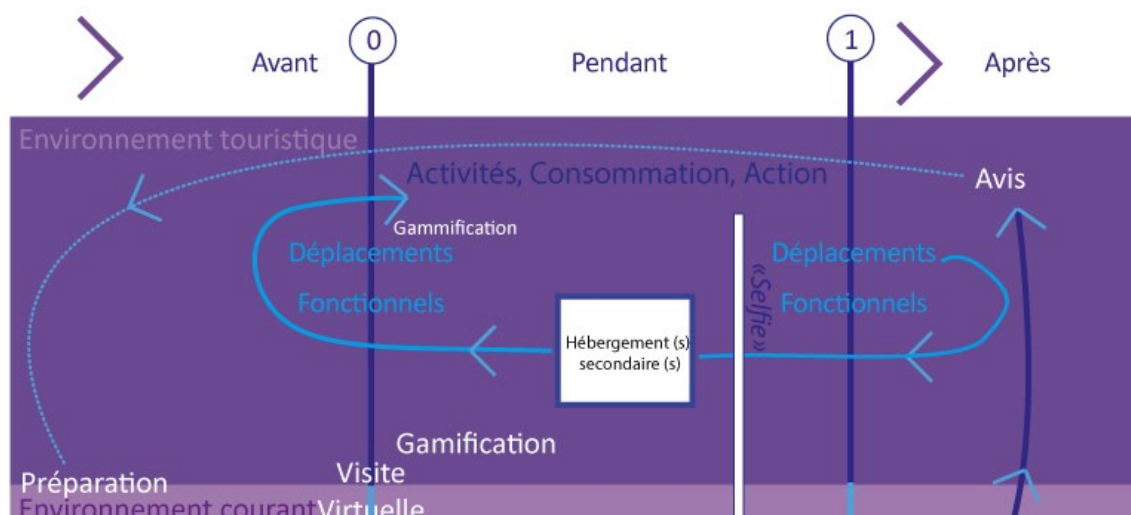 0
1
Avant
Pendant
Après
Environnement touristique
Activités, Consommation, Action
Avis
Gammification
Déplacements
Fonctionnels
Déplacements
Fonctionnels
«Selfie»
Hébergement (s)
secondaire (s)
Gamification
Visite
Virtuelle
Préparation
Environnement courant